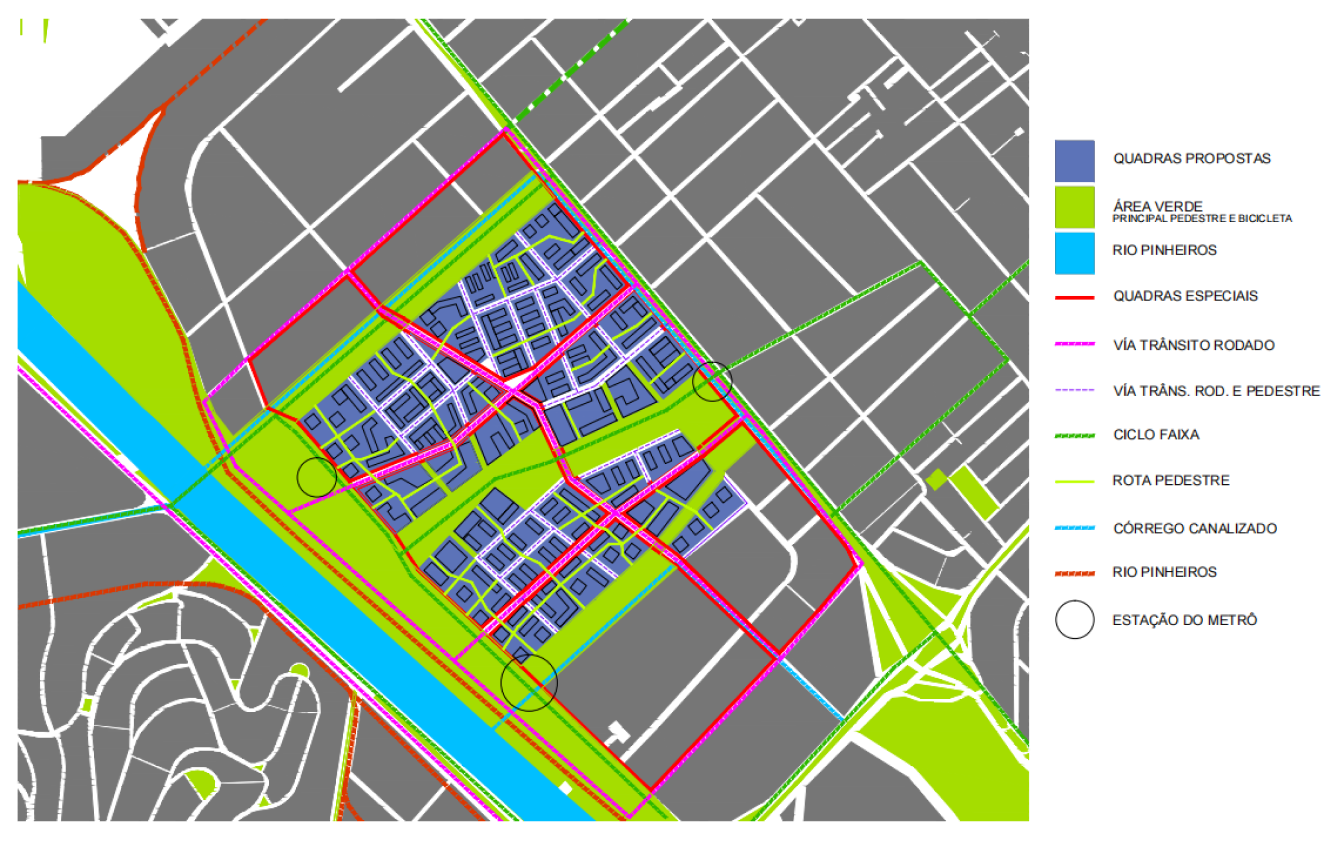 QUADRAS PROPOSTAS
ÁREA VERDE
PRINCIPAL PEDESTRE E BICICLETA
RIO PINHEIROS
QUADRAS ESPECIAIS
VÍA TRÂNSITO RODADO
VÍA TRÂNS. ROD. E PEDESTRE
CICLO FAIXA
ROTA PEDESTRE
CÓRREGO CANALIZADO
RIO PINHEIROS
ESTAÇÃO DO METRÔ